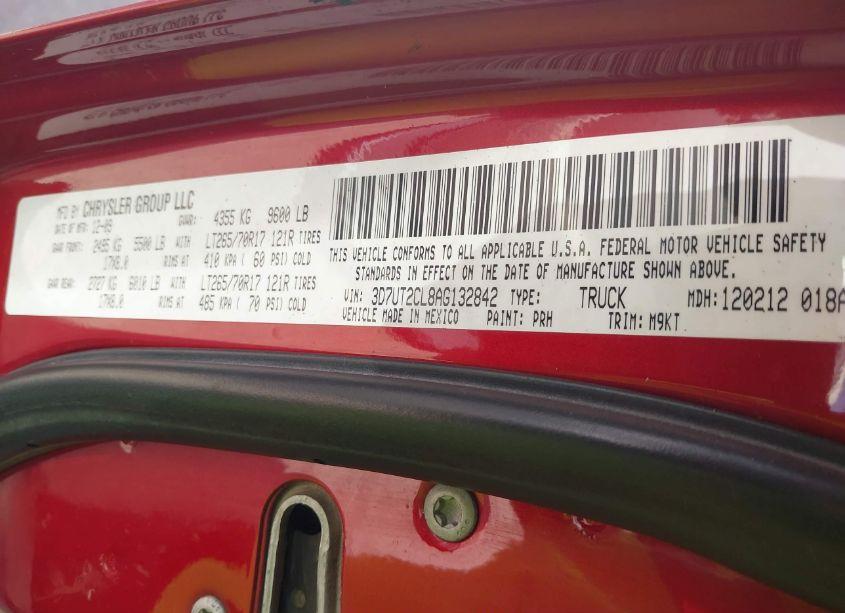 MFD BY CHRYSLER GROUP LLC
DATE OF MFR: 12-09 GVWR: 4355 KG 9600 LB
GAWR FRONT: 2495 KG 5500 LB WITH LT265/70R17 121R TIRES
17X8.0 RIMS AT 410 KPA ( 60 PSI) COLD
GAWR REAR: 2727 KG 6010 LB WITH LT265/70R17 121R TIRES
17X8.0 RIMS AT 485 KPA ( 70 PSI) COLD
THIS VEHICLE CONFORMS TO ALL APPLICABLE U.S.A. FEDERAL MOTOR VEHICLE SAFETY
STANDARDS IN EFFECT ON THE DATE OF MANUFACTURE SHOWN ABOVE.
VIN: 3D7UT2CL8AG132842 TYPE: TRUCK MDH: 120212 018A
VEHICLE MADE IN MEXICO PAINT: PRH TRIM: M9KT